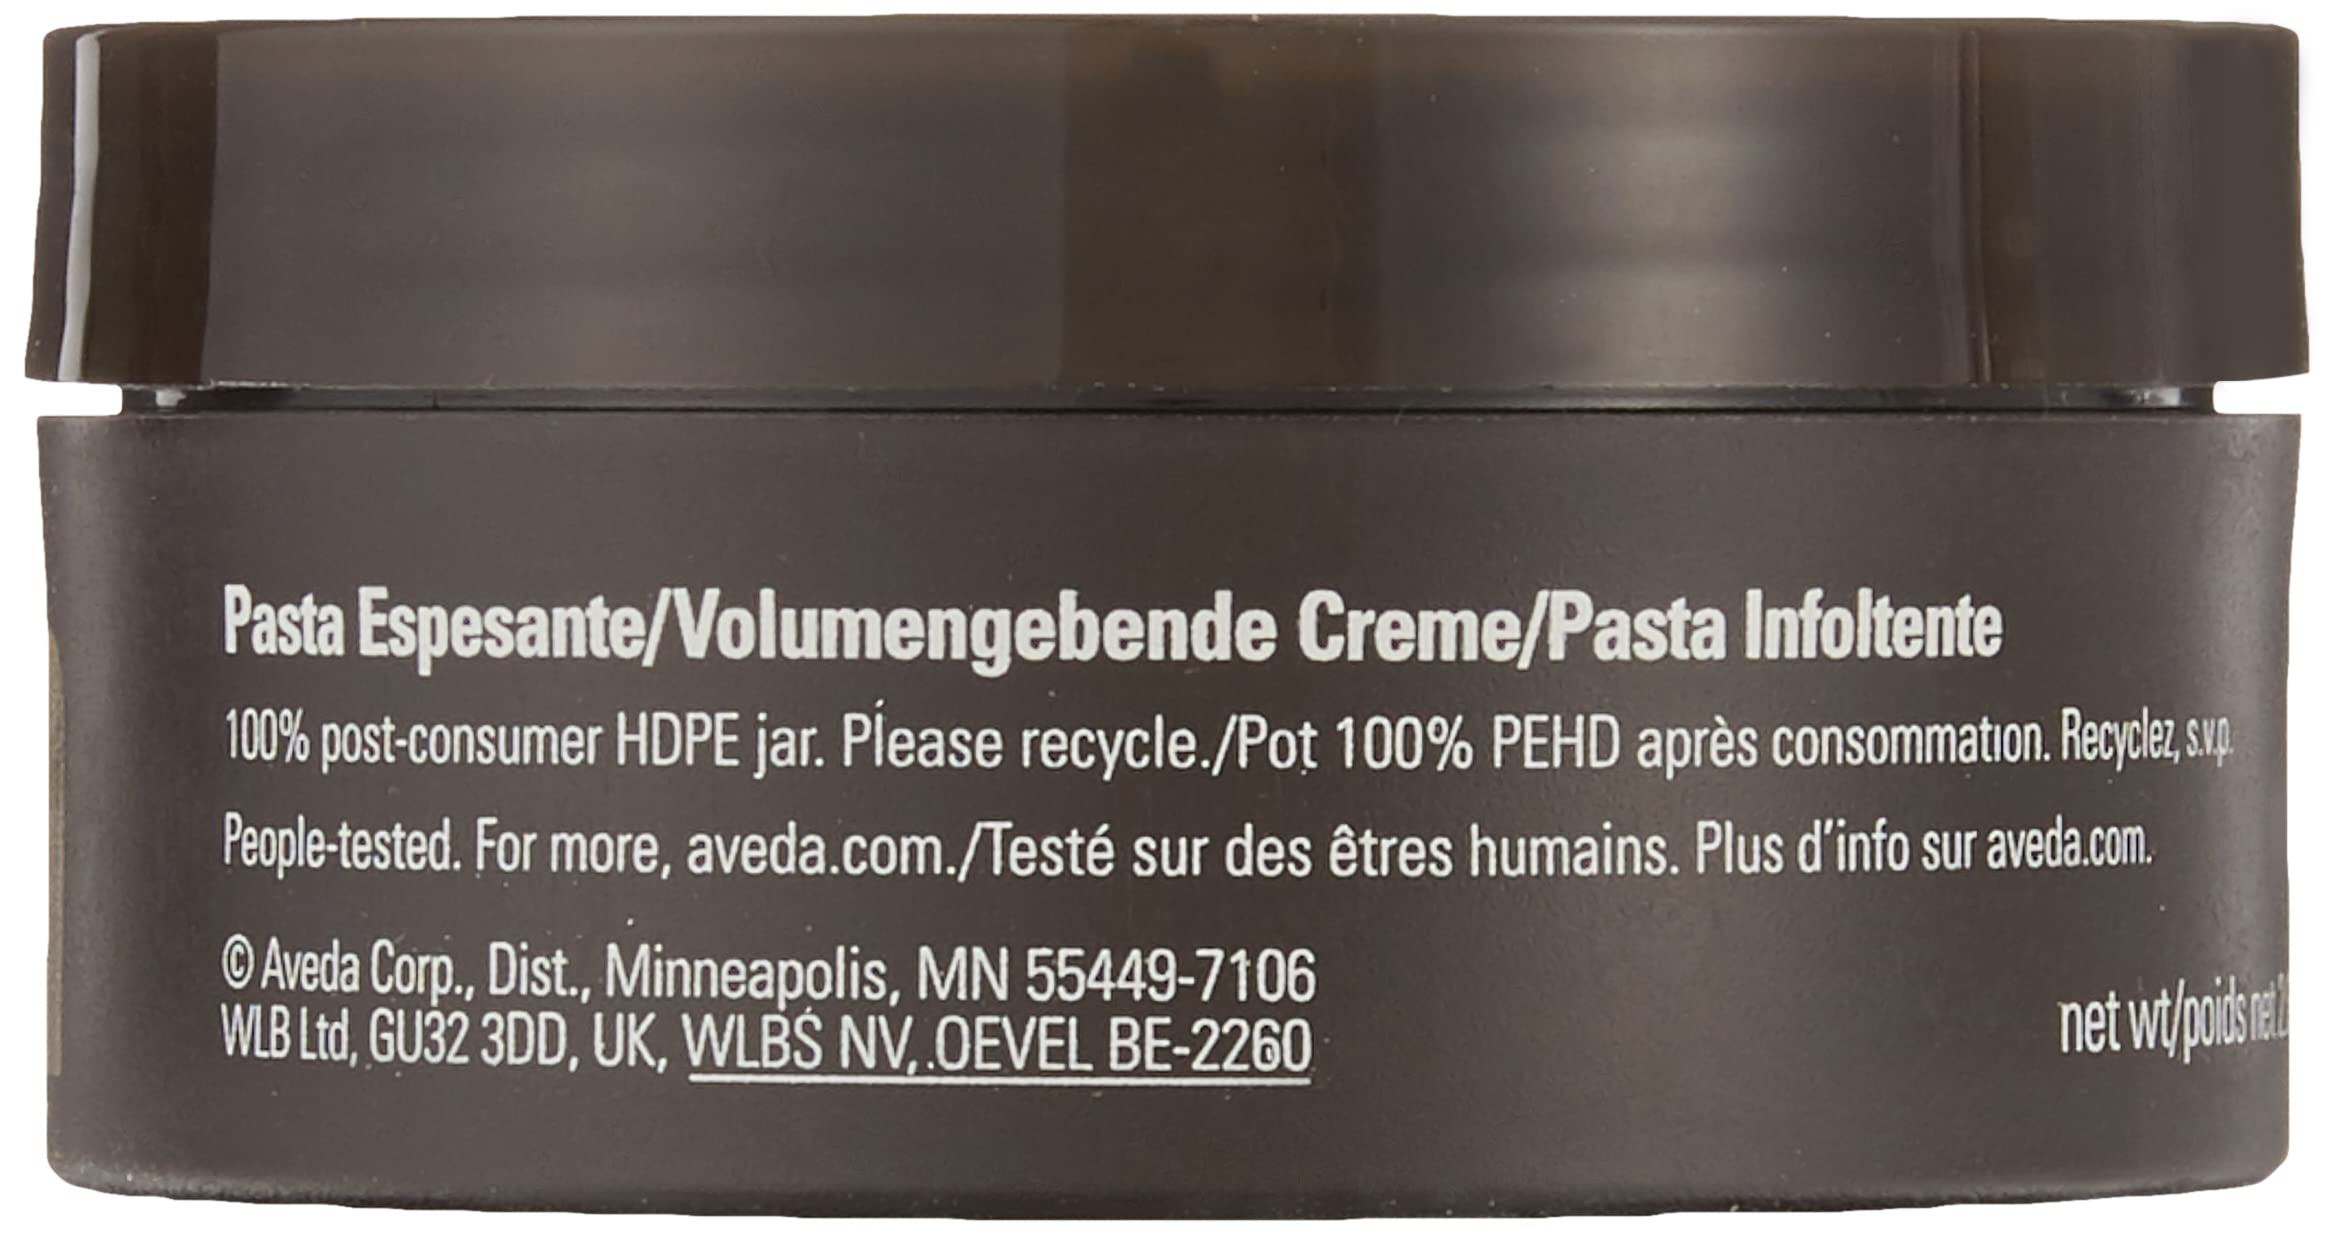 Pasta Espesante/Volumengebende Creme/Pasta Infoltente
100% post-consumer HDPE jar. Please recycle./Pot 100% PEHD après consommation. Recyclez, s.v.p.
People-tested. For more, aveda.com./Testé sur des êtres humains. Plus d'info sur aveda.com.
© Aveda Corp., Dist., Minneapolis, MN 55449-7106
WLB Ltd, GU32 3DD, UK, WLBS NV, OEVEL BE-2260
net wt/poids net